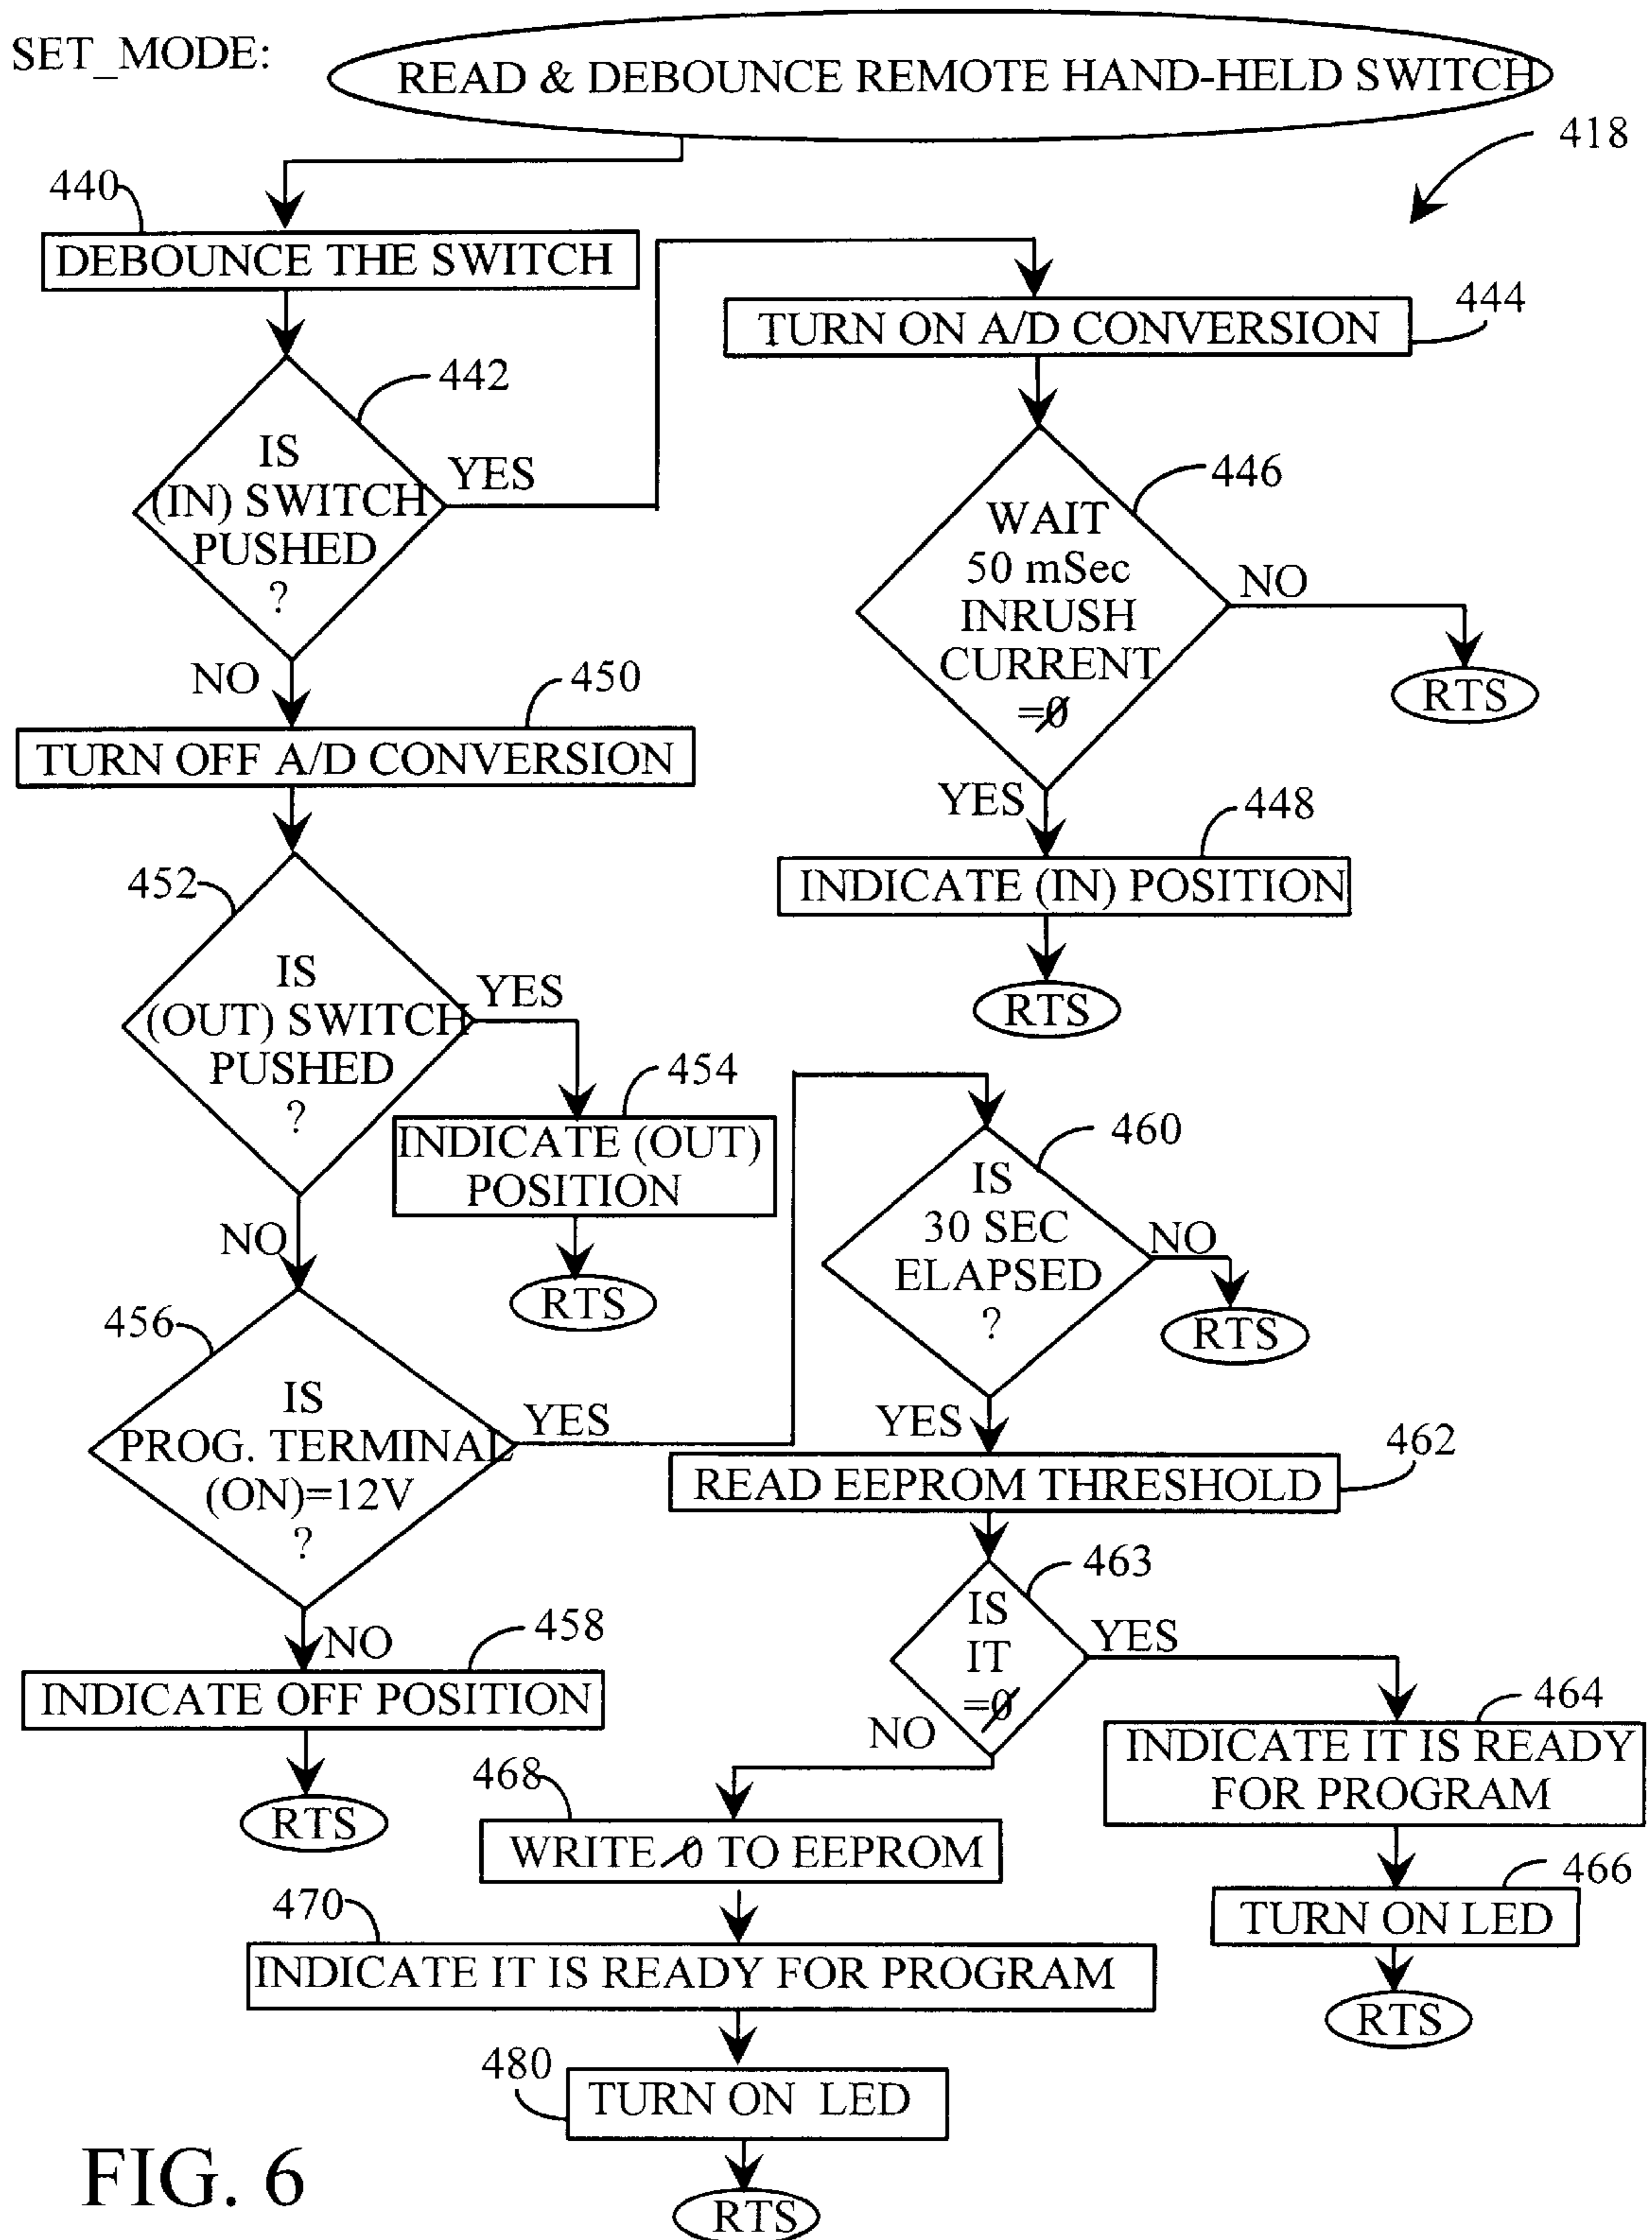 SET_MODE:
READ & DEBOUNCE REMOTE HAND-HELD SWITCH
418
440
DEBOUNCE THE SWITCH
442
IS
(IN) SWITCH
PUSHED
?
YES
NO
444
TURN ON A/D CONVERSION
446
WAIT
50 mSec
INRUSH
CURRENT
=0̸
NO
RTS
YES
448
INDICATE (IN) POSITION
RTS
450
TURN OFF A/D CONVERSION
452
IS
(OUT) SWITCH
PUSHED
?
YES
454
INDICATE (OUT)
POSITION
RTS
NO
456
IS
PROG. TERMINAL
(ON)=12V
?
YES
NO
458
INDICATE OFF POSITION
RTS
460
IS
30 SEC
ELAPSED
?
NO
RTS
YES
462
READ EEPROM THRESHOLD
463
IS
IT
=0̸
YES
464
INDICATE IT IS READY
FOR PROGRAM
466
TURN ON LED
RTS
NO
468
WRITE 0̸ TO EEPROM
470
INDICATE IT IS READY FOR PROGRAM
480
TURN ON LED
RTS
FIG. 6